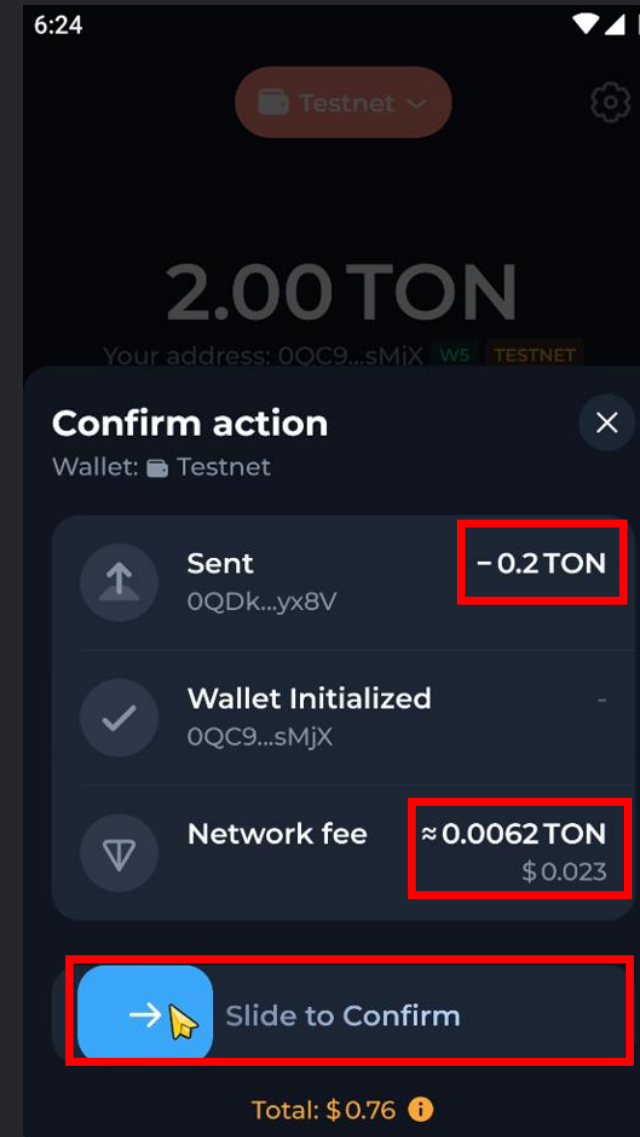 6:24
Testnet
2.00 TON
Your address: 0QC9...sMjX W5 TESTNET
Confirm action
Wallet: Testnet
Sent
− 0.2 TON
0QDk...yx8V
Wallet Initialized
-
0QC9...sMjX
Network fee
≈ 0.0062 TON
$ 0.023
Slide to Confirm
Total: $ 0.76